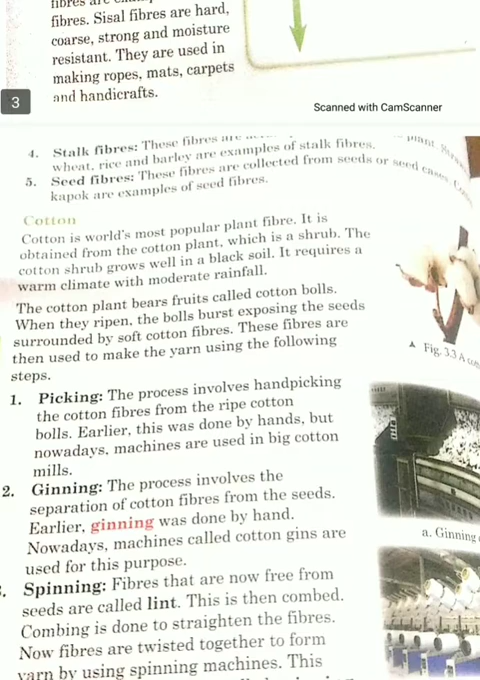 fibres. Sisal fibres are hard,
coarse, strong and moisture
resistant. They are used in
making ropes, mats, carpets
and handicrafts.
3
Scanned with CamScanner
4. Stalk fibres: These fibres are
plant.
wheat, rice and barley are examples of stalk fibres.
5. Seed fibres: These fibres are collected from seeds or seed cases.
kapok are examples of seed fibres.
Cotton
Cotton is world's most popular plant fibre. It is
obtained from the cotton plant, which is a shrub. The
cotton shrub grows well in a black soil. It requires a
warm climate with moderate rainfall.
The cotton plant bears fruits called cotton bolls.
When they ripen, the bolls burst exposing the seeds
surrounded by soft cotton fibres. These fibres are
then used to make the yarn using the following
steps.
▲ Fig. 3.3 A
1. Picking: The process involves handpicking
the cotton fibres from the ripe cotton
bolls. Earlier, this was done by hands, but
nowadays, machines are used in big cotton
mills.
2. Ginning: The process involves the
separation of cotton fibres from the seeds.
Earlier, ginning was done by hand.
Nowadays, machines called cotton gins are
used for this purpose.
a. Ginning
Spinning: Fibres that are now free from
seeds are called lint. This is then combed.
Combing is done to straighten the fibres.
Now fibres are twisted together to form
yarn by using spinning machines. This